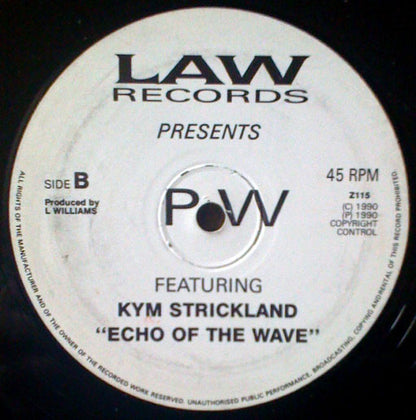 LAW
RECORDS
PRESENTS
SIDE B
45 RPM
Produced by
L WILLIAMS
Z115
(C) 1990
(P) 1990
COPYRIGHT
CONTROL
P.W
FEATURING
KYM STRICKLAND
"ECHO OF THE WAVE"
ALL RIGHTS OF THE MANUFACTURER AND OF THE OWNER OF THE RECORDED WORK RESERVED. UNAUTHORISED PUBLIC PERFORMANCE, BROADCASTING, COPYING AND RENTAL OF THIS RECORD PROHIBITED.